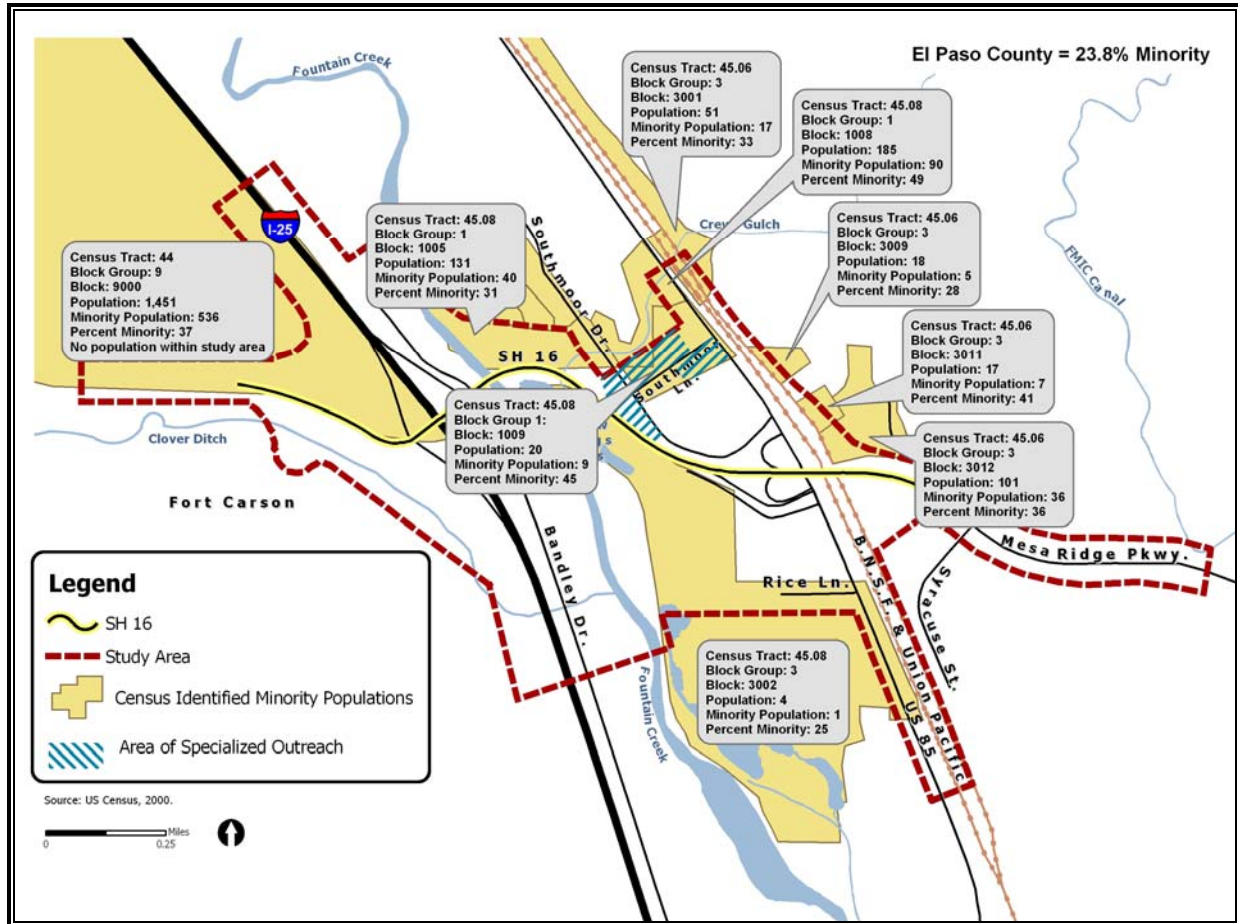 El Paso County = 23.8% Minority
Fountain Creek
Census Tract: 45.06
Block Group: 3
Block: 3001
Population: 51
Minority Population: 17
Percent Minority: 33
Census Tract: 45.08
Block Group: 1
Block: 1008
Population: 185
Minority Population: 90
Percent Minority: 49
I-25
Census Tract: 45.08
Block Group: 1
Block: 1005
Population: 131
Minority Population: 40
Percent Minority: 31
Southmoor Dr.
Gulch
Census Tract: 45.06
Block Group: 3
Block: 3009
Population: 18
Minority Population: 5
Percent Minority: 28
FMIC Canal
Census Tract: 44
Block Group: 9
Block: 9000
Population: 1,451
Minority Population: 536
Percent Minority: 37
No population within study area
SH 16
Southmoor
Ln.
Census Tract: 45.06
Block Group: 3
Block: 3011
Population: 17
Minority Population: 7
Percent Minority: 41
Clover Ditch
Census Tract: 45.08
Block Group 1:
Block: 1009
Population: 20
Minority Population: 9
Percent Minority: 45
Census Tract: 45.06
Block Group: 3
Block: 3012
Population: 101
Minority Population: 36
Percent Minority: 36
Fort Carson
Bandley Dr.
Rice Ln.
B.N.S.F. & Union Pacific
Mesa Ridge Pkwy.
Syracuse St.
US 85
Fountain Creek
Census Tract: 45.08
Block Group: 3
Block: 3002
Population: 4
Minority Population: 1
Percent Minority: 25
Legend
SH 16
Study Area
Census Identified Minority Populations
Area of Specialized Outreach
Source: US Census, 2000.
Miles
0 0.25